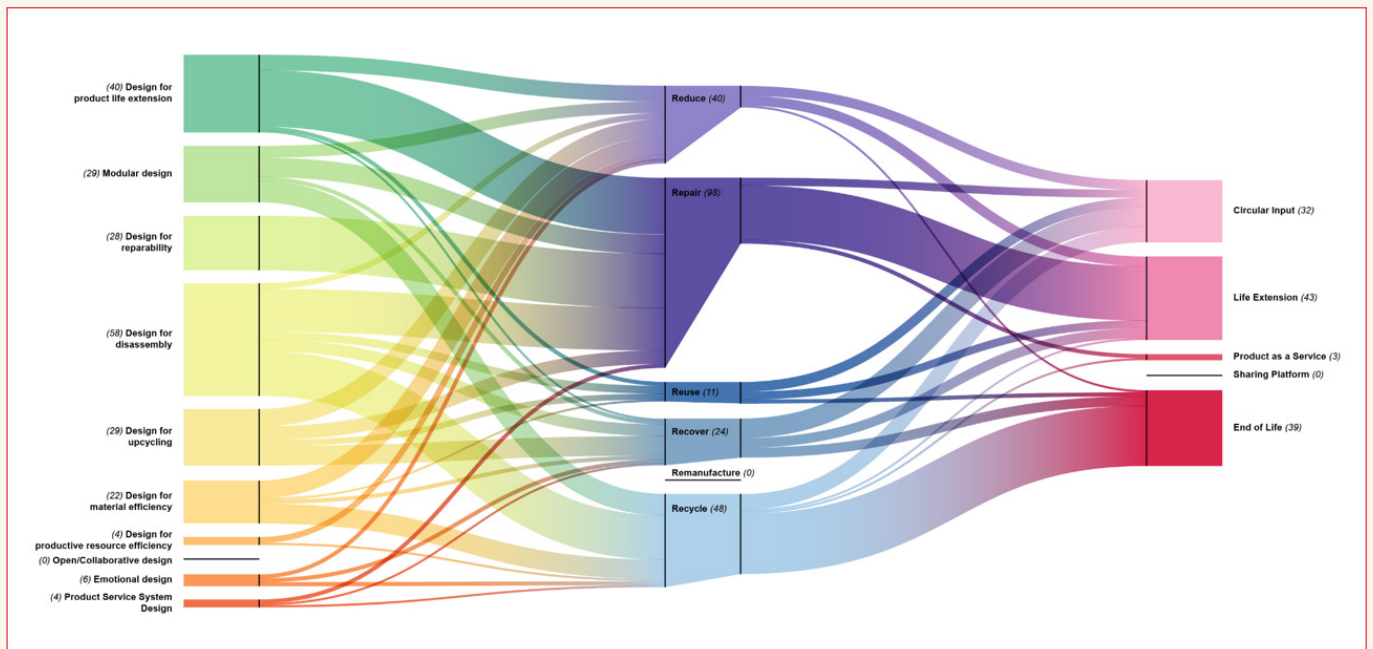 (40) Design for
product life extension
(29) Modular design
(28) Design for
reparability
(58) Design for
disassembly
(29) Design for
upcycling
(22) Design for
material efficiency
(4) Design for
productive resource efficiency
(0) Open/Collaborative design
(6) Emotional design
(4) Product Service System
Design
Reduce (40)
Repair (98)
Reuse (11)
Recover (24)
Remanufacture (0)
Recycle (48)
Circular Input (32)
Life Extension (43)
Product as a Service (3)
Sharing Platform (0)
End of Life (39)